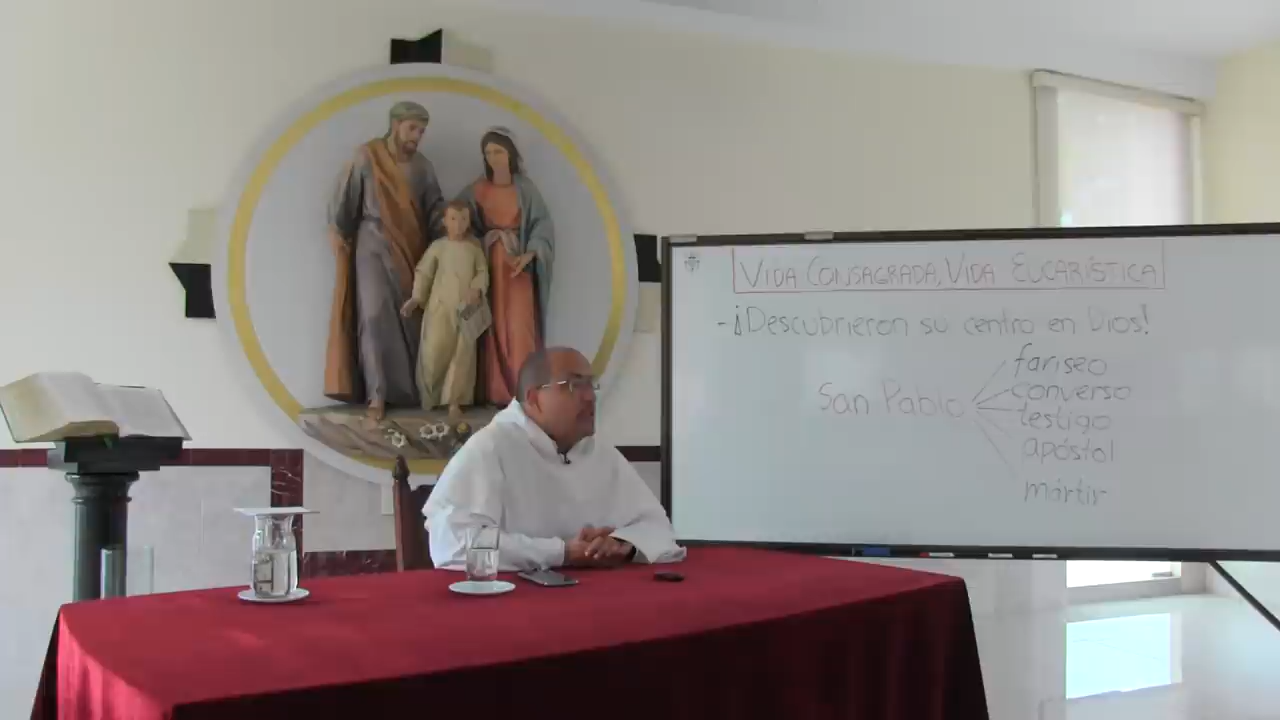 VIDA CONSAGRADA, VIDA EUCARÍSTICA
-¡Descubrieron su centro en Dios!
San Pablo
fariseo
converso
testigo
apóstol
mártir